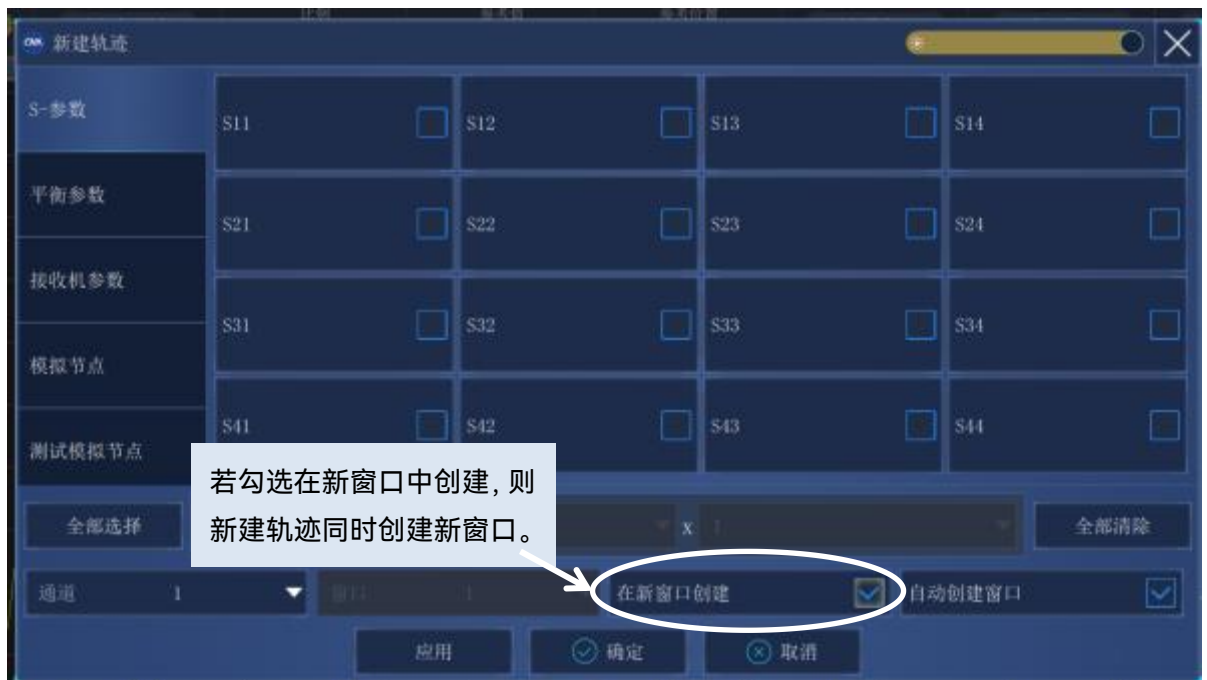 新建轨迹
S-参数
S11
S12
S13
S14
平衡参数
S21
S22
S23
S24
接收机参数
S31
S32
S33
S34
模拟节点
S41
S42
S43
S44
测试模拟节点
若勾选在新窗口中创建,则
新建轨迹同时创建新窗口。
全部选择
x 1
全部清除
通道 1
窗口 1
在新窗口创建
自动创建窗口
应用
确定
取消